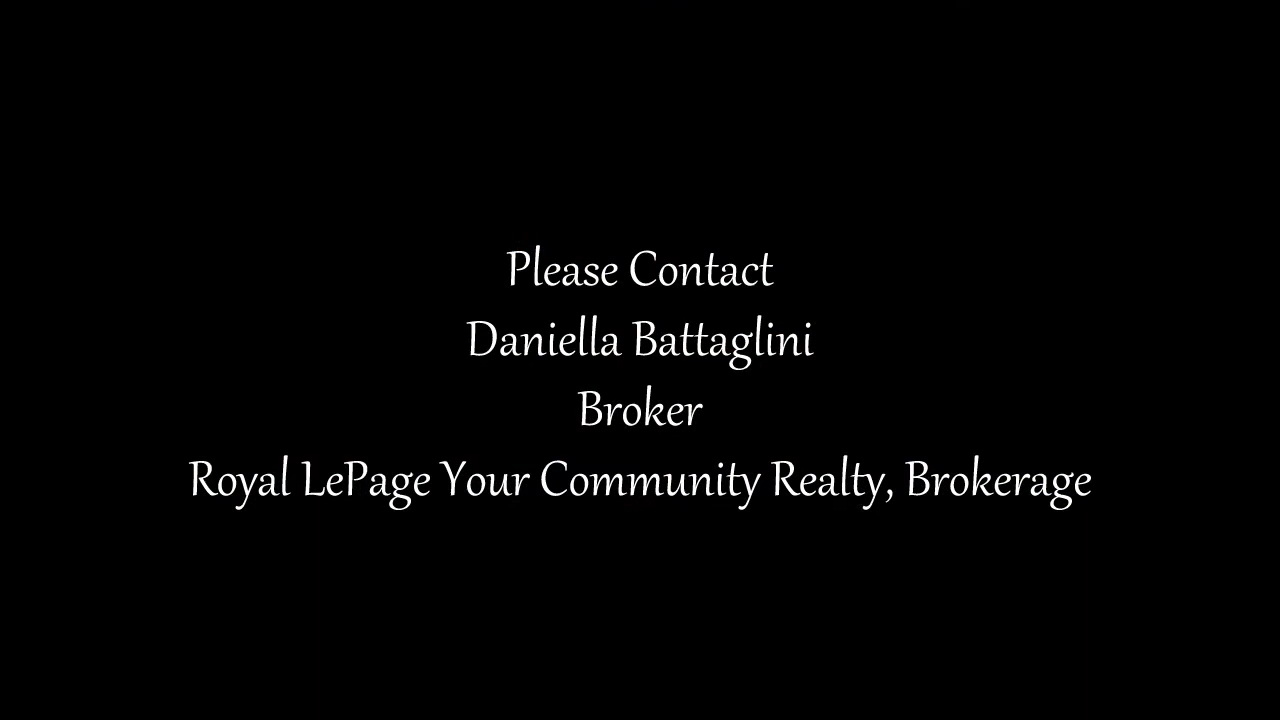 Please Contact
Daniella Battaglini
Broker
Royal LePage Your Community Realty, Brokerage